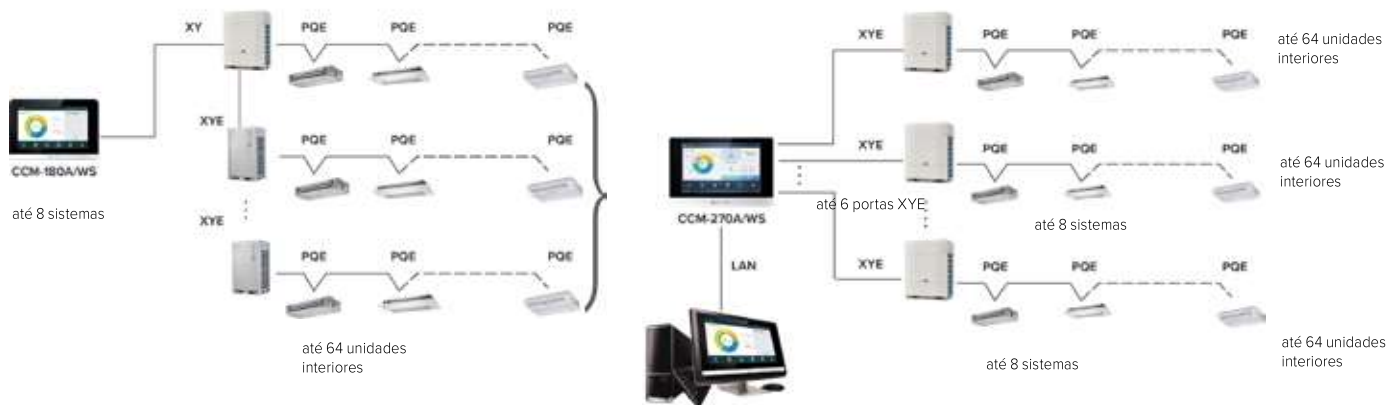 XY
PQE
PQE
PQE
XYE
PQE
PQE
PQE
CCM-180A/WS
até 8 sistemas
XYE
PQE
PQE
PQE
até 64 unidades
interiores
XYE
PQE
PQE
PQE
até 64 unidades
interiores
XYE
PQE
PQE
PQE
até 64 unidades
interiores
até 6 portas XYE
CCM-270A/WS
até 8 sistemas
LAN
XYE
PQE
PQE
PQE
até 64 unidades
interiores
até 8 sistemas